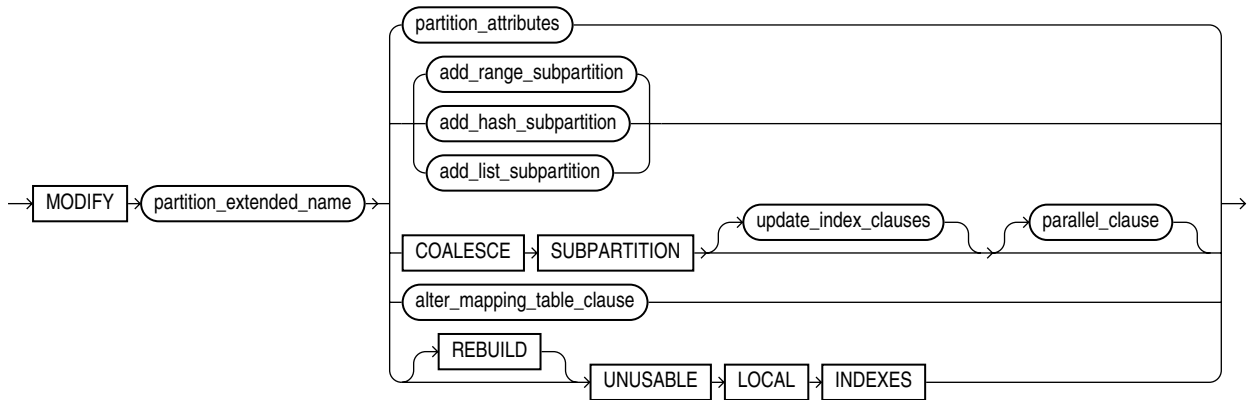 partition_attributes
add_range_subpartition
add_hash_subpartition
add_list_subpartition
MODIFY partition_extended_name
update_index_clauses parallel_clause
COALESCE SUBPARTITION
alter_mapping_table_clause
REBUILD
UNUSABLE LOCAL INDEXES